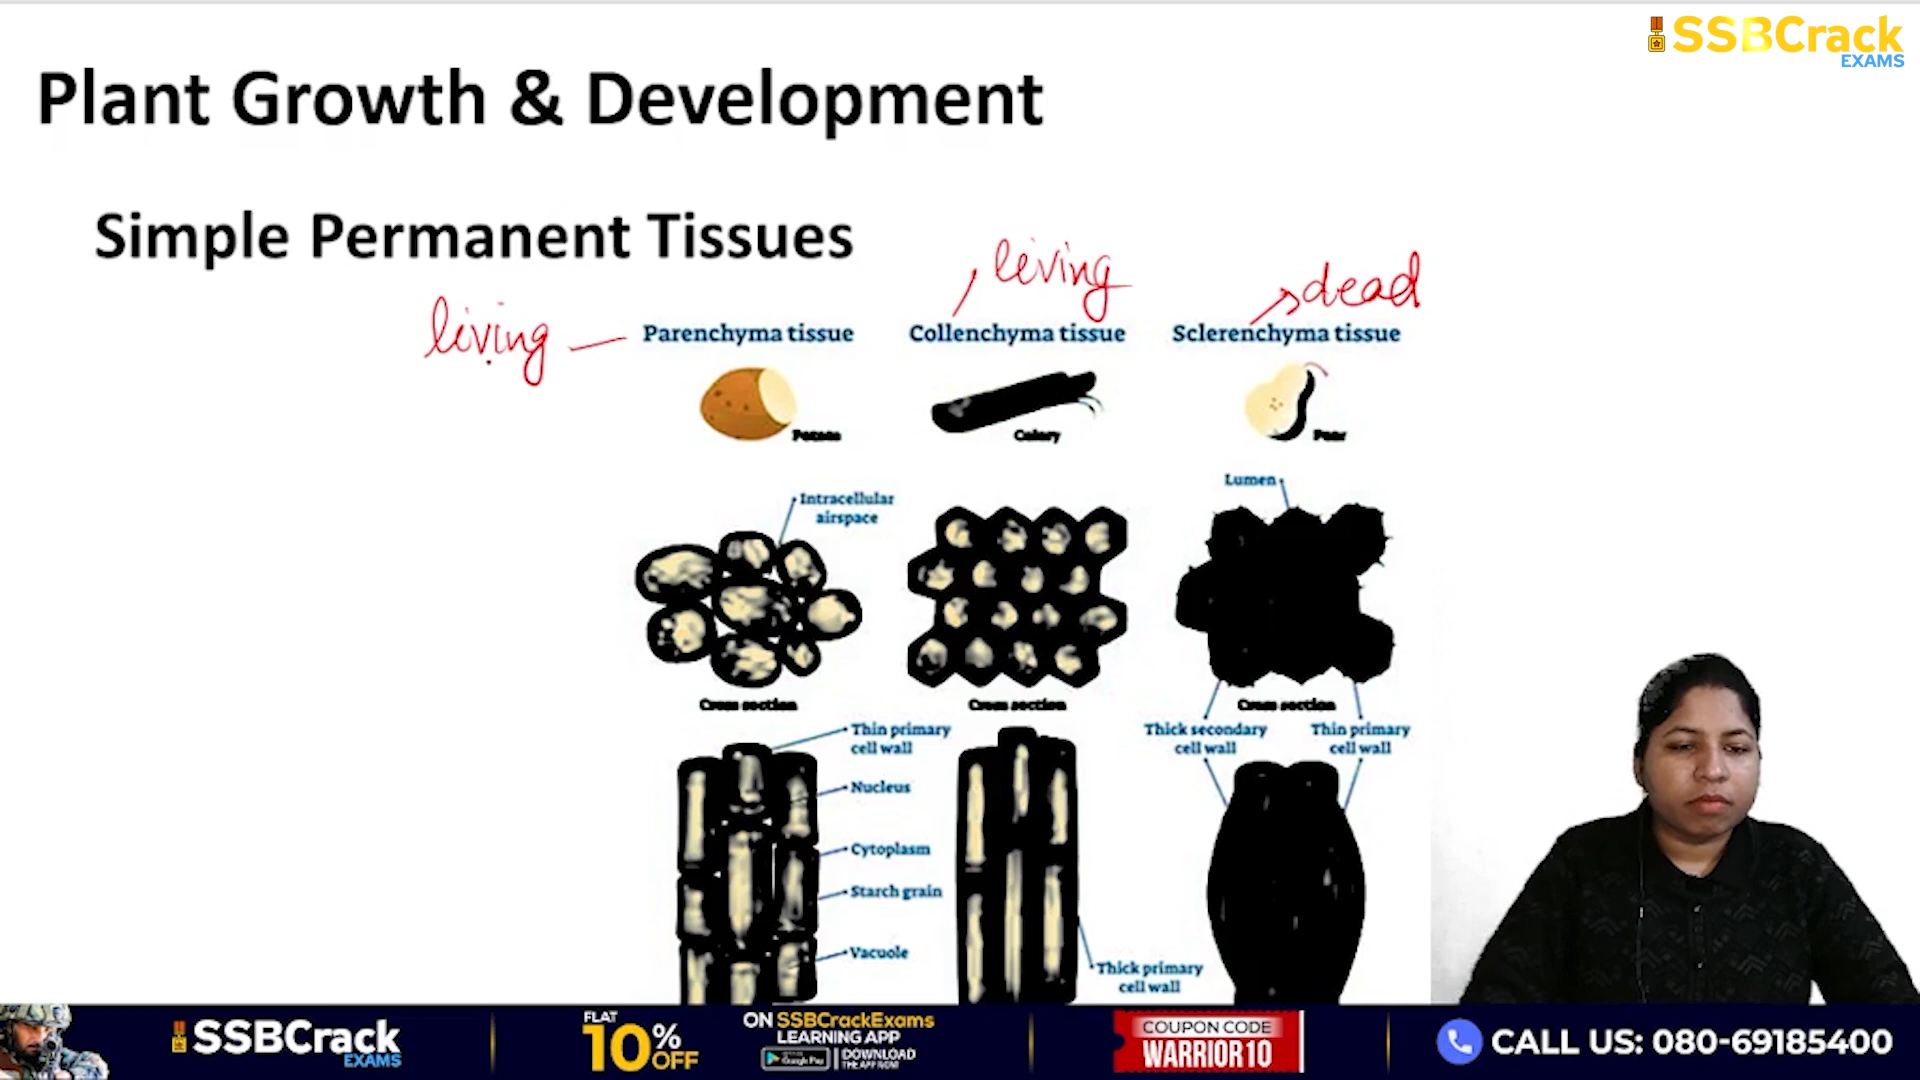 SSBCrack
EXAMS
Plant Growth & Development
Simple Permanent Tissues
living
living
dead
Parenchyma tissue
Collenchyma tissue
Sclerenchyma tissue
Potato
Celery
Pear
Lumen
Intracellular
airspace
Cross section
Cross section
Cross section
Thin primary
cell wall
Thick secondary
cell wall
Thin primary
cell wall
Nucleus
Cytoplasm
Starch grain
Vacuole
Thick primary
cell wall
SSBCrack
EXAMS
FLAT
10% OFF
ON SSBCrackExams
LEARNING APP
Google Play
DOWNLOAD
THE APP NOW
COUPON CODE
WARRIOR10
CALL US: 080-69185400